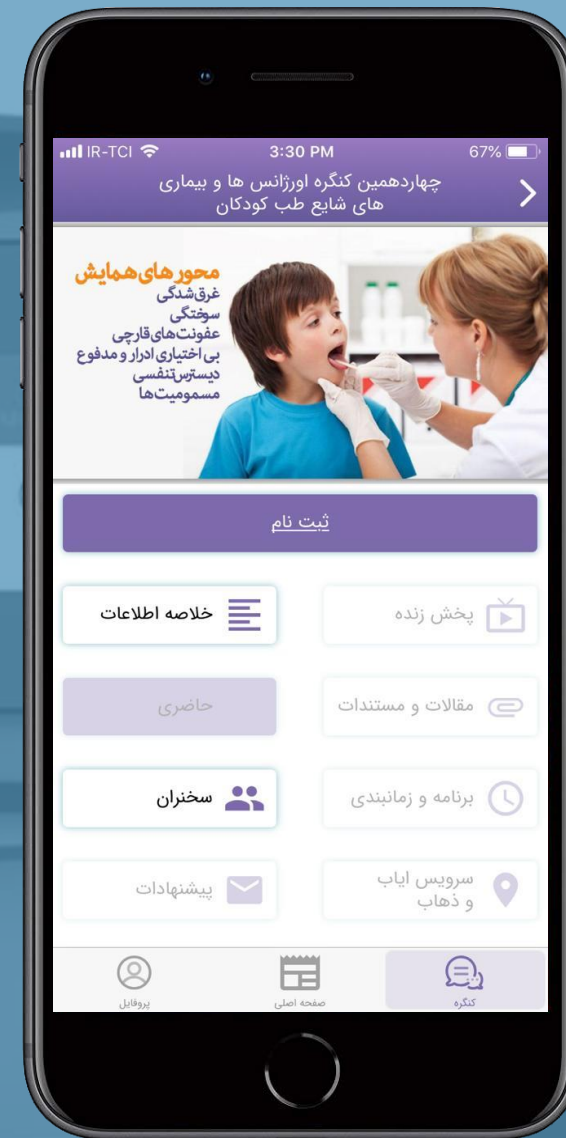 IR-TCI
3:30 PM
67%
چهاردهمین کنگره اورژانس ها و بیماری
های شایع طب کودکان
محورهای‌همایش
غرق‌شدگی
سوختگی
عفونت‌های‌قارچی
بی‌اختیاری‌ادرار و مدفوع
دیسترس‌تنفسی
مسمومیت‌ها
ثبت نام
پخش زنده
خلاصه اطلاعات
مقالات و مستندات
حاضری
برنامه و زمانبندی
سخنران
سرویس ایاب
و ذهاب
پیشنهادات
کنگره
صفحه اصلی
پروفایل